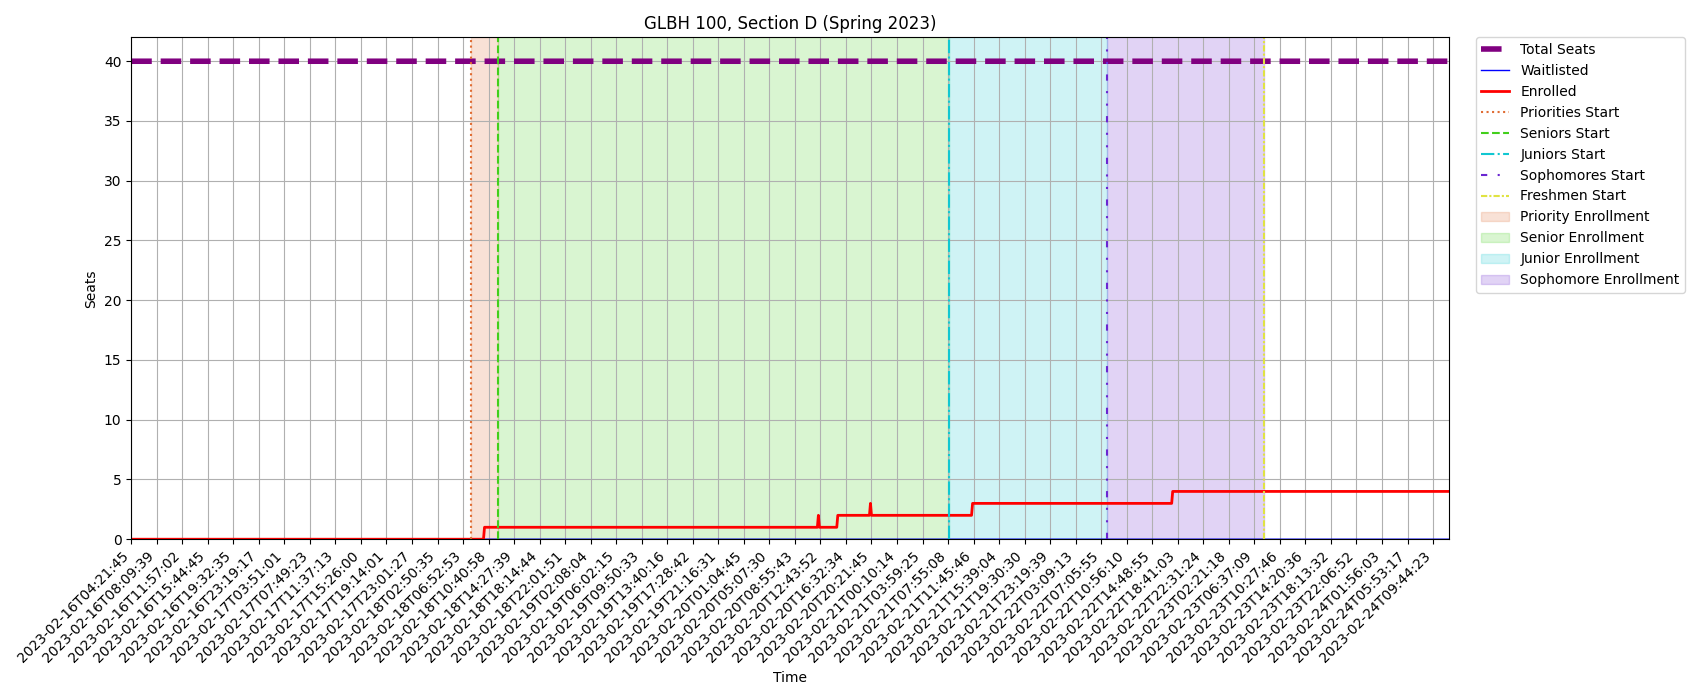 GLBH 100, Section D (Spring 2023)
Total Seats
Waitlisted
Enrolled
Priorities Start
Seniors Start
Juniors Start
Sophomores Start
Freshmen Start
Priority Enrollment
Senior Enrollment
Junior Enrollment
Sophomore Enrollment
Seats
40
35
30
25
20
15
10
5
0
2023-02-16T04:21:45
2023-02-16T08:09:39
2023-02-16T11:57:02
2023-02-16T15:44:45
2023-02-16T19:32:35
2023-02-16T23:19:17
2023-02-17T03:51:01
2023-02-17T07:49:23
2023-02-17T11:37:13
2023-02-17T15:26:00
2023-02-17T19:14:01
2023-02-17T23:01:27
2023-02-18T02:50:35
2023-02-18T06:52:53
2023-02-18T10:40:58
2023-02-18T14:27:39
2023-02-18T18:14:44
2023-02-18T22:01:51
2023-02-19T02:08:04
2023-02-19T06:02:15
2023-02-19T09:50:33
2023-02-19T13:40:16
2023-02-19T17:28:42
2023-02-19T21:16:31
2023-02-20T01:04:45
2023-02-20T05:07:30
2023-02-20T08:55:43
2023-02-20T12:43:52
2023-02-20T16:32:34
2023-02-20T20:21:45
2023-02-21T00:10:14
2023-02-21T03:59:25
2023-02-21T07:55:08
2023-02-21T11:45:46
2023-02-21T15:39:04
2023-02-21T19:30:30
2023-02-21T23:19:39
2023-02-22T03:09:13
2023-02-22T07:05:55
2023-02-22T10:56:10
2023-02-22T14:48:55
2023-02-22T18:41:03
2023-02-22T22:31:24
2023-02-23T02:21:18
2023-02-23T06:37:09
2023-02-23T10:27:46
2023-02-23T14:20:36
2023-02-23T18:13:32
2023-02-23T22:06:52
2023-02-24T01:56:03
2023-02-24T05:53:17
2023-02-24T09:44:23
Time